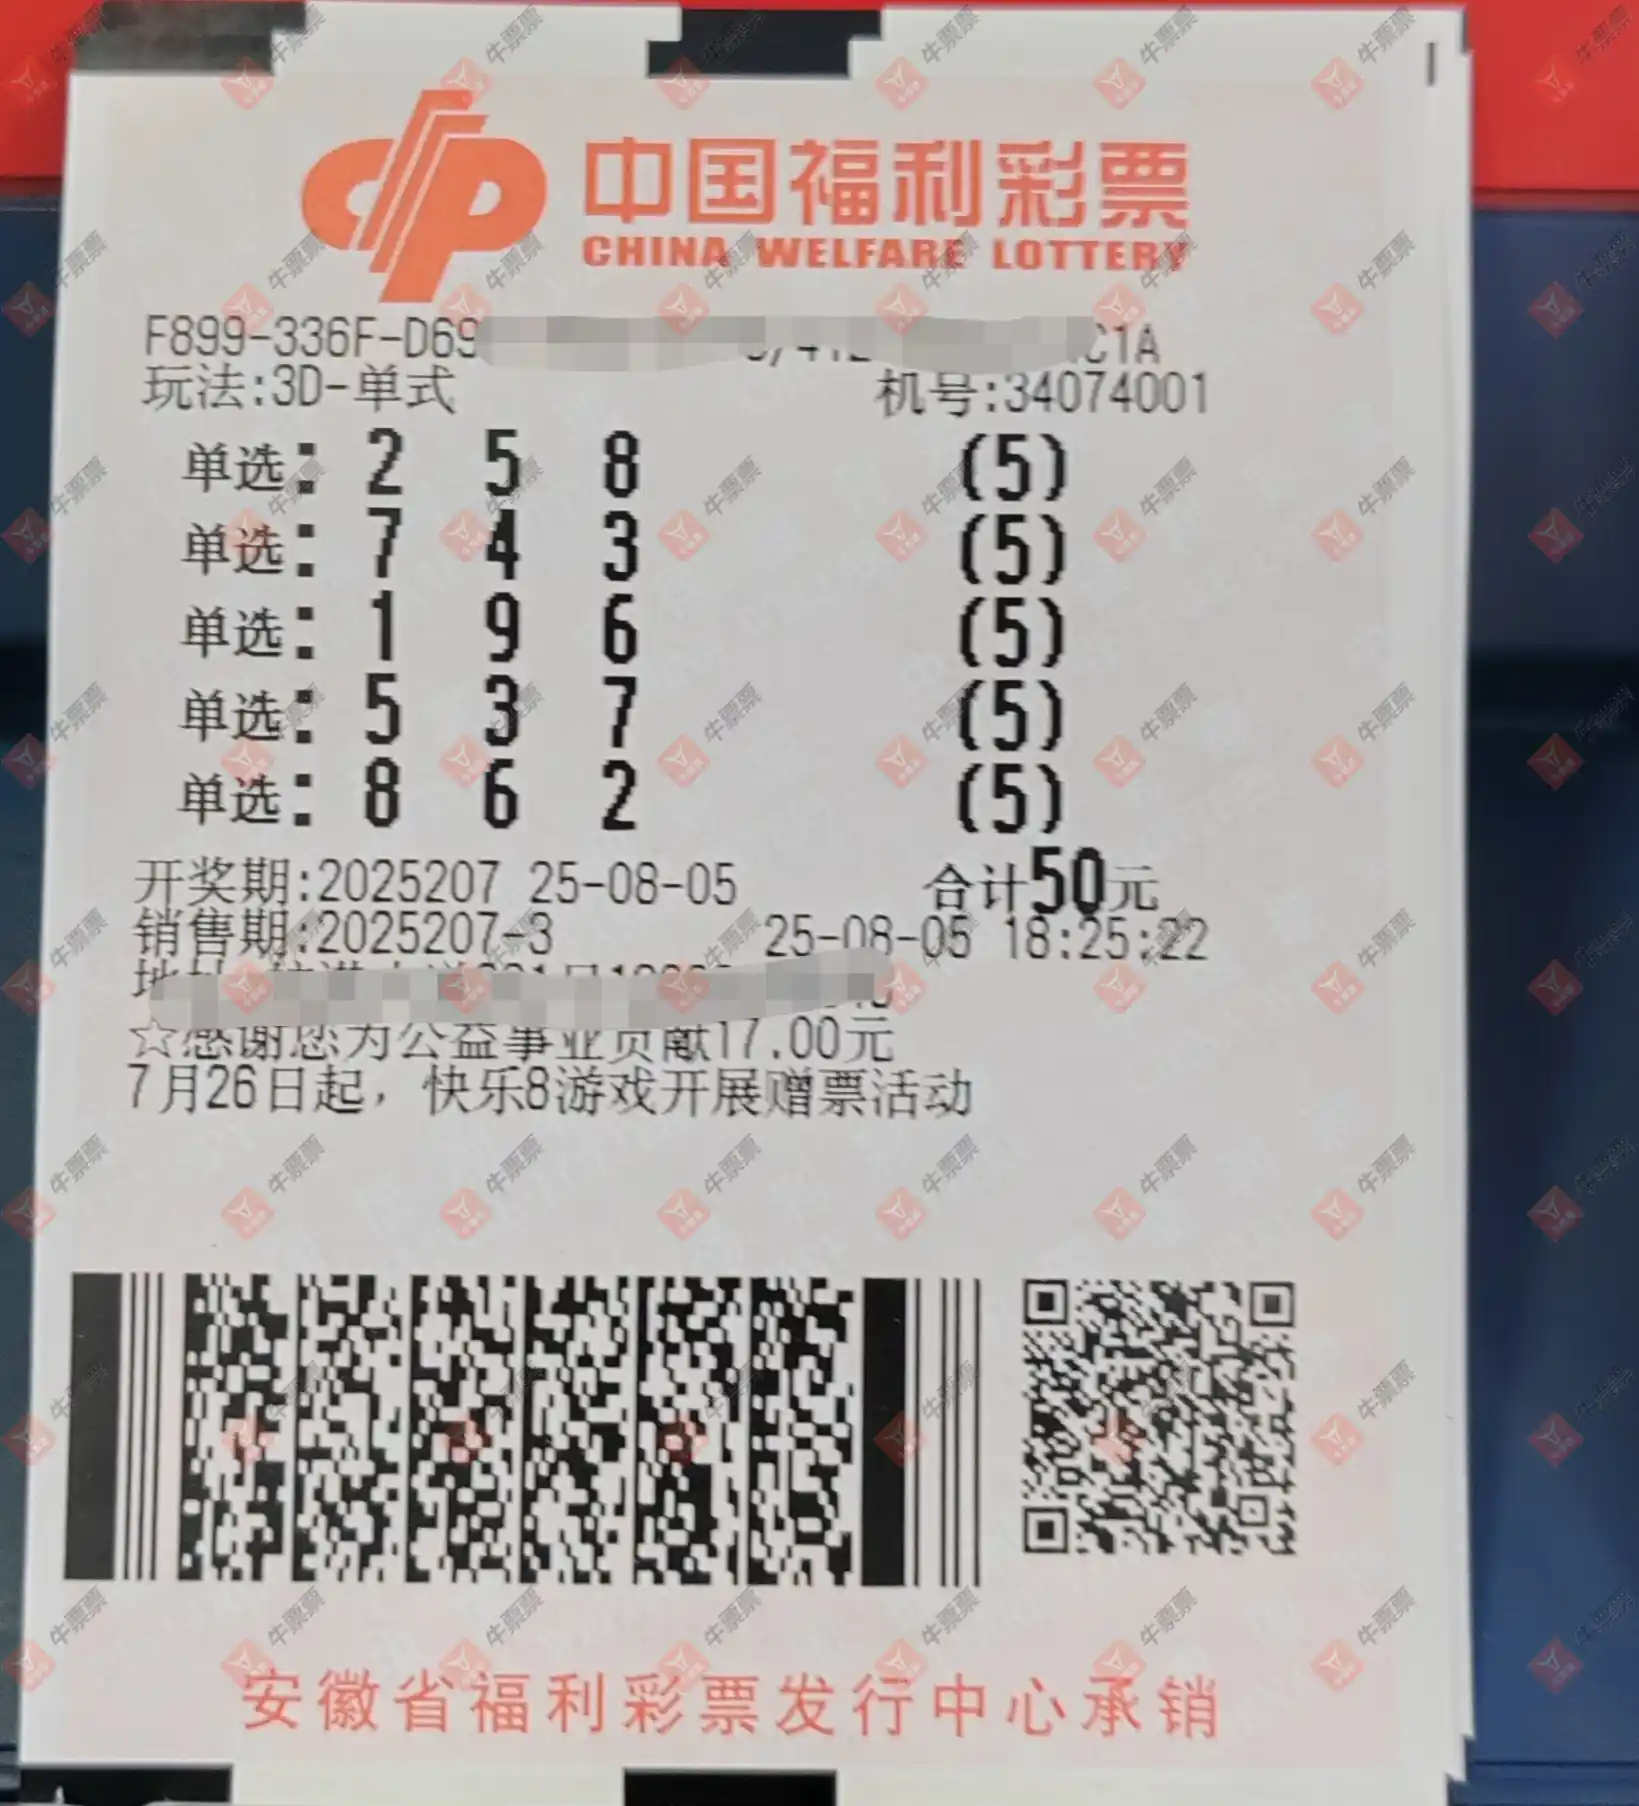 中国福利彩票
CHINA WELFARE LOTTERY
F899-336F-D69 C1A
玩法:3D-单式 机号:34074001
单选: 2 5 8 (5)
单选: 7 4 3 (5)
单选: 1 9 6 (5)
单选: 5 3 7 (5)
单选: 8 6 2 (5)
开奖期:2025207 25-08-05 合计50元
销售期:2025207-3 25-08-05 18:25:22
☆感谢您为公益事业贡献17.00元
7月26日起，快乐8游戏开展赠票活动
安徽省福利彩票发行中心承销
牛票票